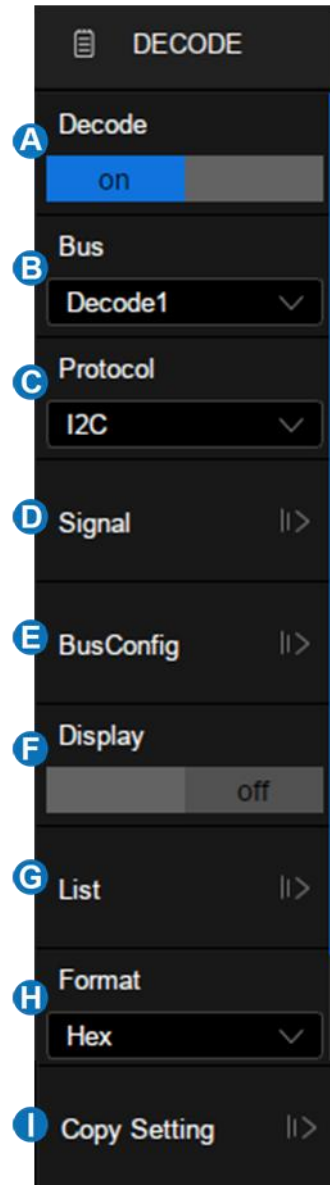 DECODE
A Decode
on
B Bus
Decode1
C Protocol
I2C
D Signal
E BusConfig
F Display
off
G List
H Format
Hex
I Copy Setting